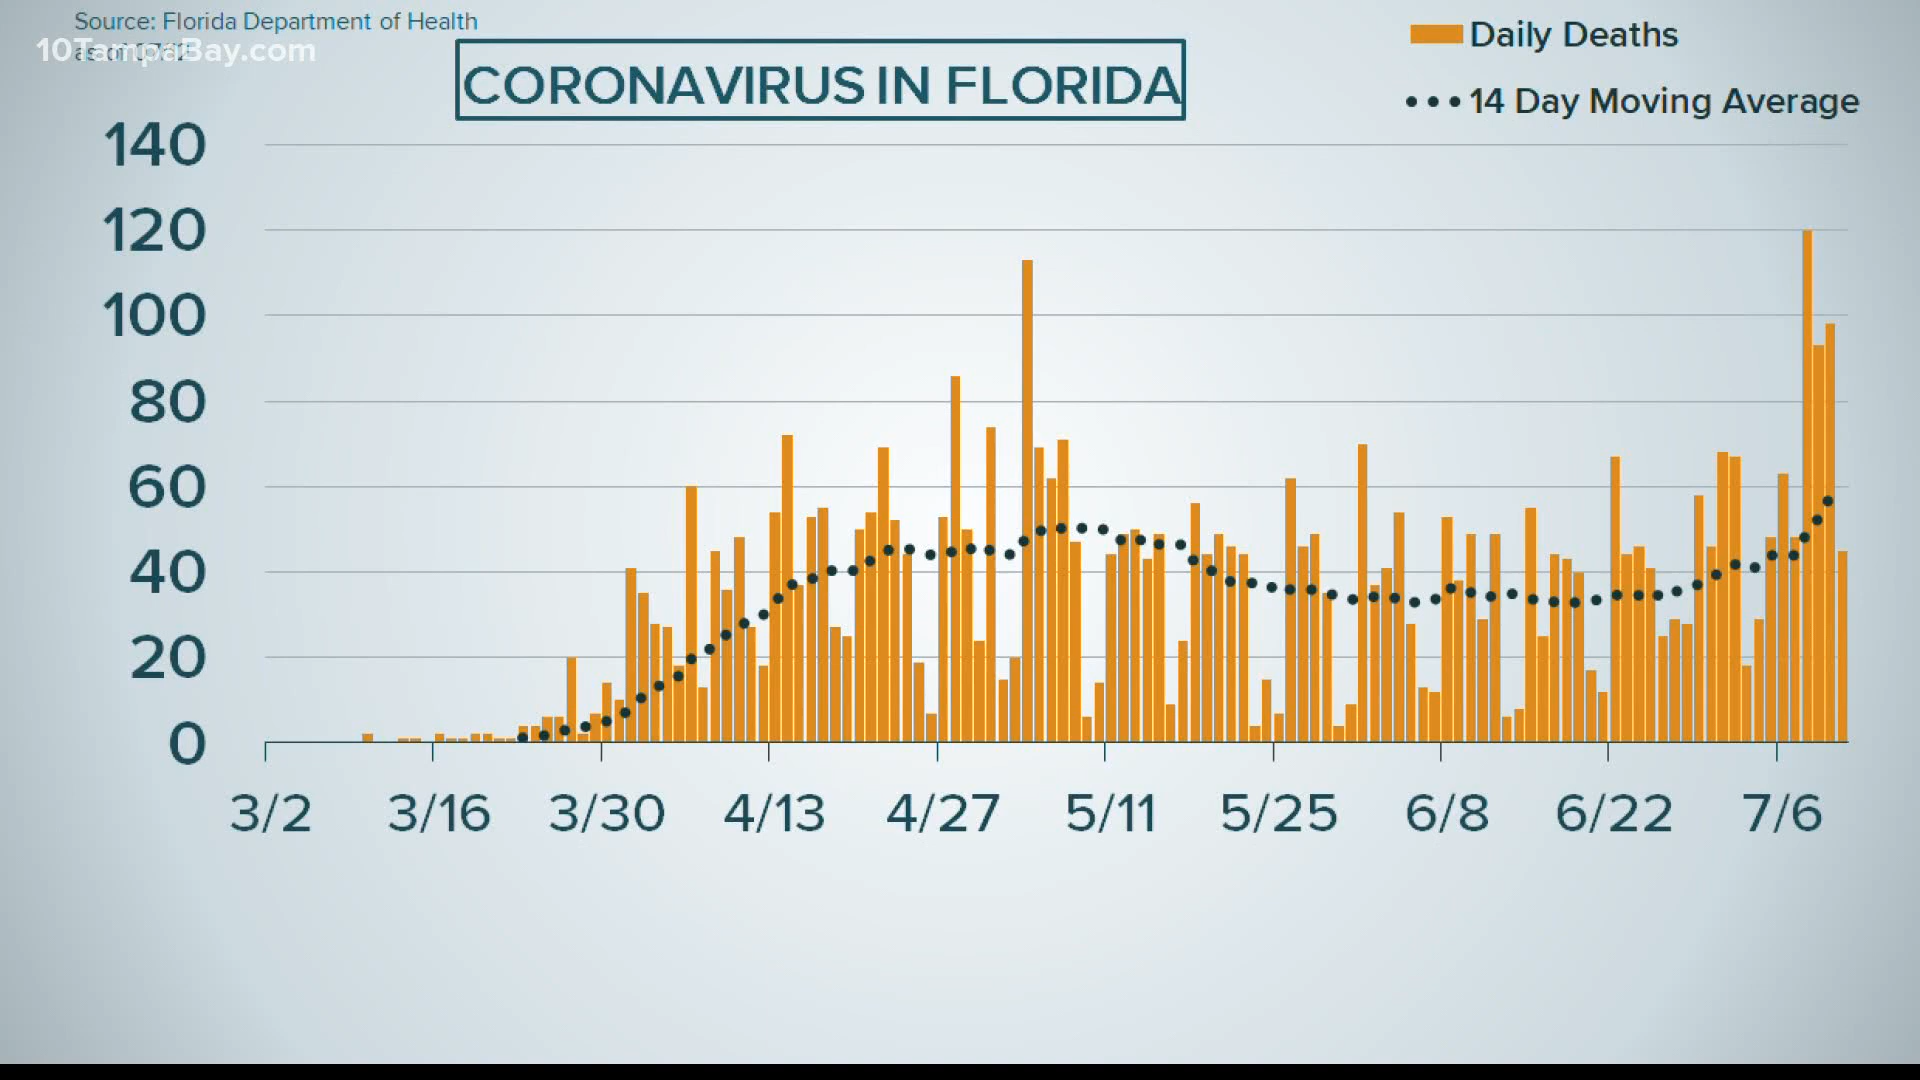 Source: Florida Department of Health
10TampaBay.com
as of
CORONAVIRUS IN FLORIDA
Daily Deaths
14 Day Moving Average
140
120
100
80
60
40
20
0
3/2 3/16 3/30 4/13 4/27 5/11 5/25 6/8 6/22 7/6